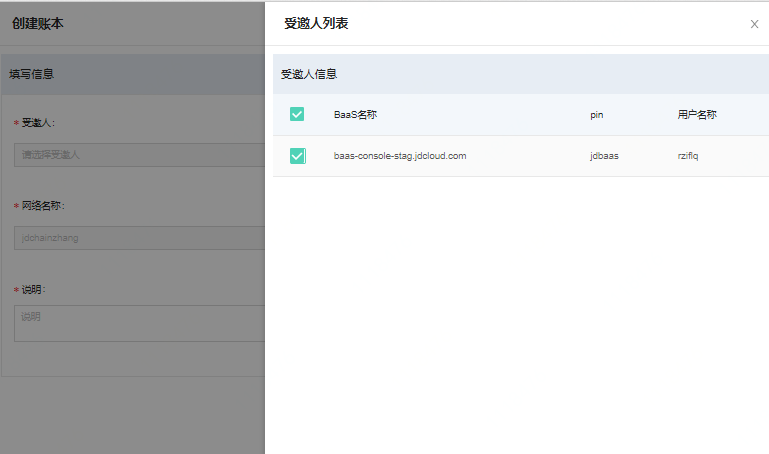 创建账本
填写信息
* 受邀人:
请选择受邀人
* 网络名称:
jdchainzhang
* 说明:
说明
受邀人列表
受邀人信息
BaaS名称 pin 用户名称
baas-console-stag.jdcloud.com jdbaas rziflq